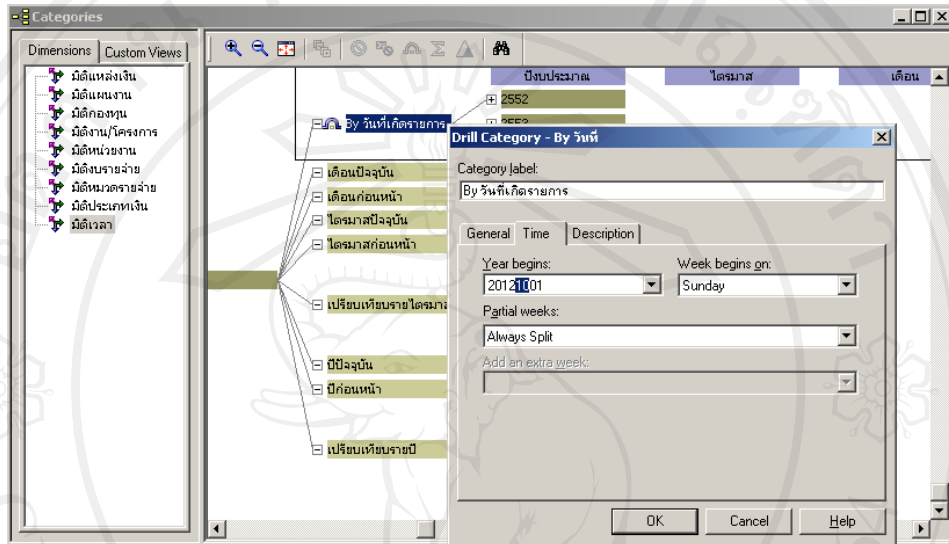 Categories
Dimensions
Custom Views
มิติแหล่งเงิน
มิติแผนงาน
มิติกองทุน
มิติงาน/โครงการ
มิติหน่วยงาน
มิติงบรายจ่าย
มิติหมวดรายจ่าย
มิติประเภทเงิน
มิติเวลา
ปีงบประมาณ
ไตรมาส
เดือน
2552
2553
By วันที่เกิดรายการ
เดือนปัจจุบัน
เดือนก่อนหน้า
ไตรมาสปัจจุบัน
ไตรมาสก่อนหน้า
เปรียบเทียบรายไตรมาส
ปีปัจจุบัน
ปีก่อนหน้า
เปรียบเทียบรายปี
Drill Category - By วันที่
Category label:
By วันที่เกิดรายการ
General
Time
Description
Year begins:
Week begins on:
20121001
Sunday
Partial weeks:
Always Split
Add an extra week:
OK
Cancel
Help